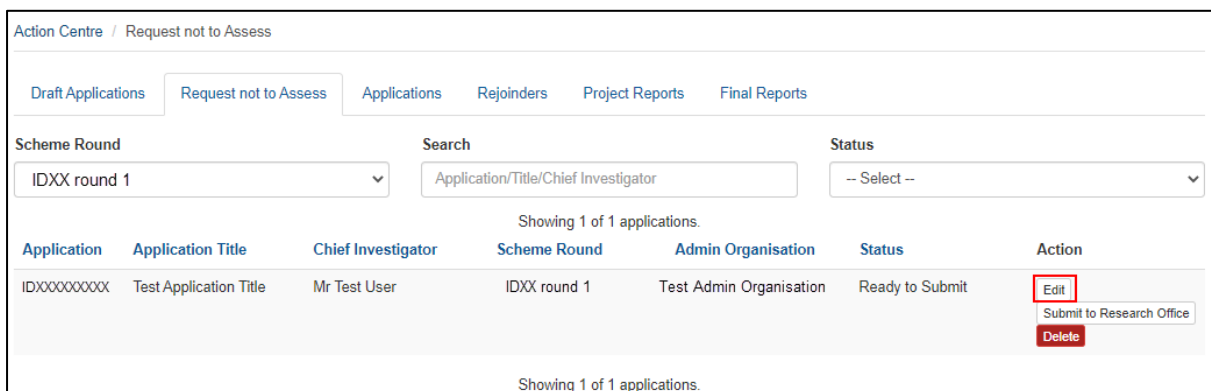 Action Centre / Request not to Assess
Draft Applications Request not to Assess Applications Rejoinders Project Reports Final Reports
Scheme Round Search Status
IDXX round 1 Application/Title/Chief Investigator -- Select --
Showing 1 of 1 applications.
Application Application Title Chief Investigator Scheme Round Admin Organisation Status Action
IDXXXXXXXX Test Application Title Mr Test User IDXX round 1 Test Admin Organisation Ready to Submit Edit
Submit to Research Office
Delete
Showing 1 of 1 applications.